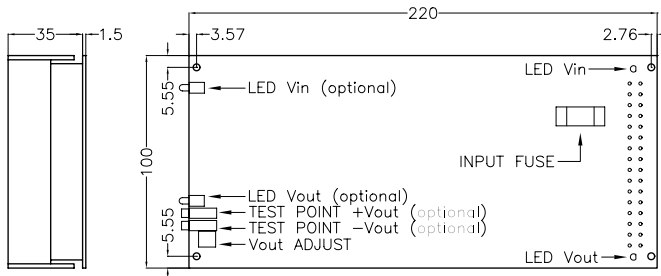 220
35
1.5
3.57
2.76
5.55
LED Vin
LED Vin (optional)
100
INPUT FUSE
LED Vout (optional)
TEST POINT +Vout (optional)
TEST POINT -Vout (optional)
5.55
Vout ADJUST
LED Vout